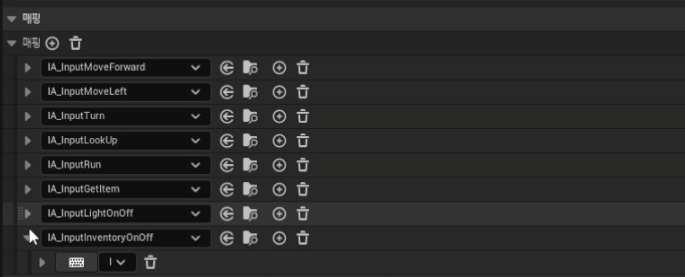 매핑
매핑
IA_InputMoveForward
IA_InputMoveLeft
IA_InputTurn
IA_InputLookUp
IA_InputRun
IA_InputGetItem
IA_InputLightOnOff
IA_InputInventoryOnOff
I